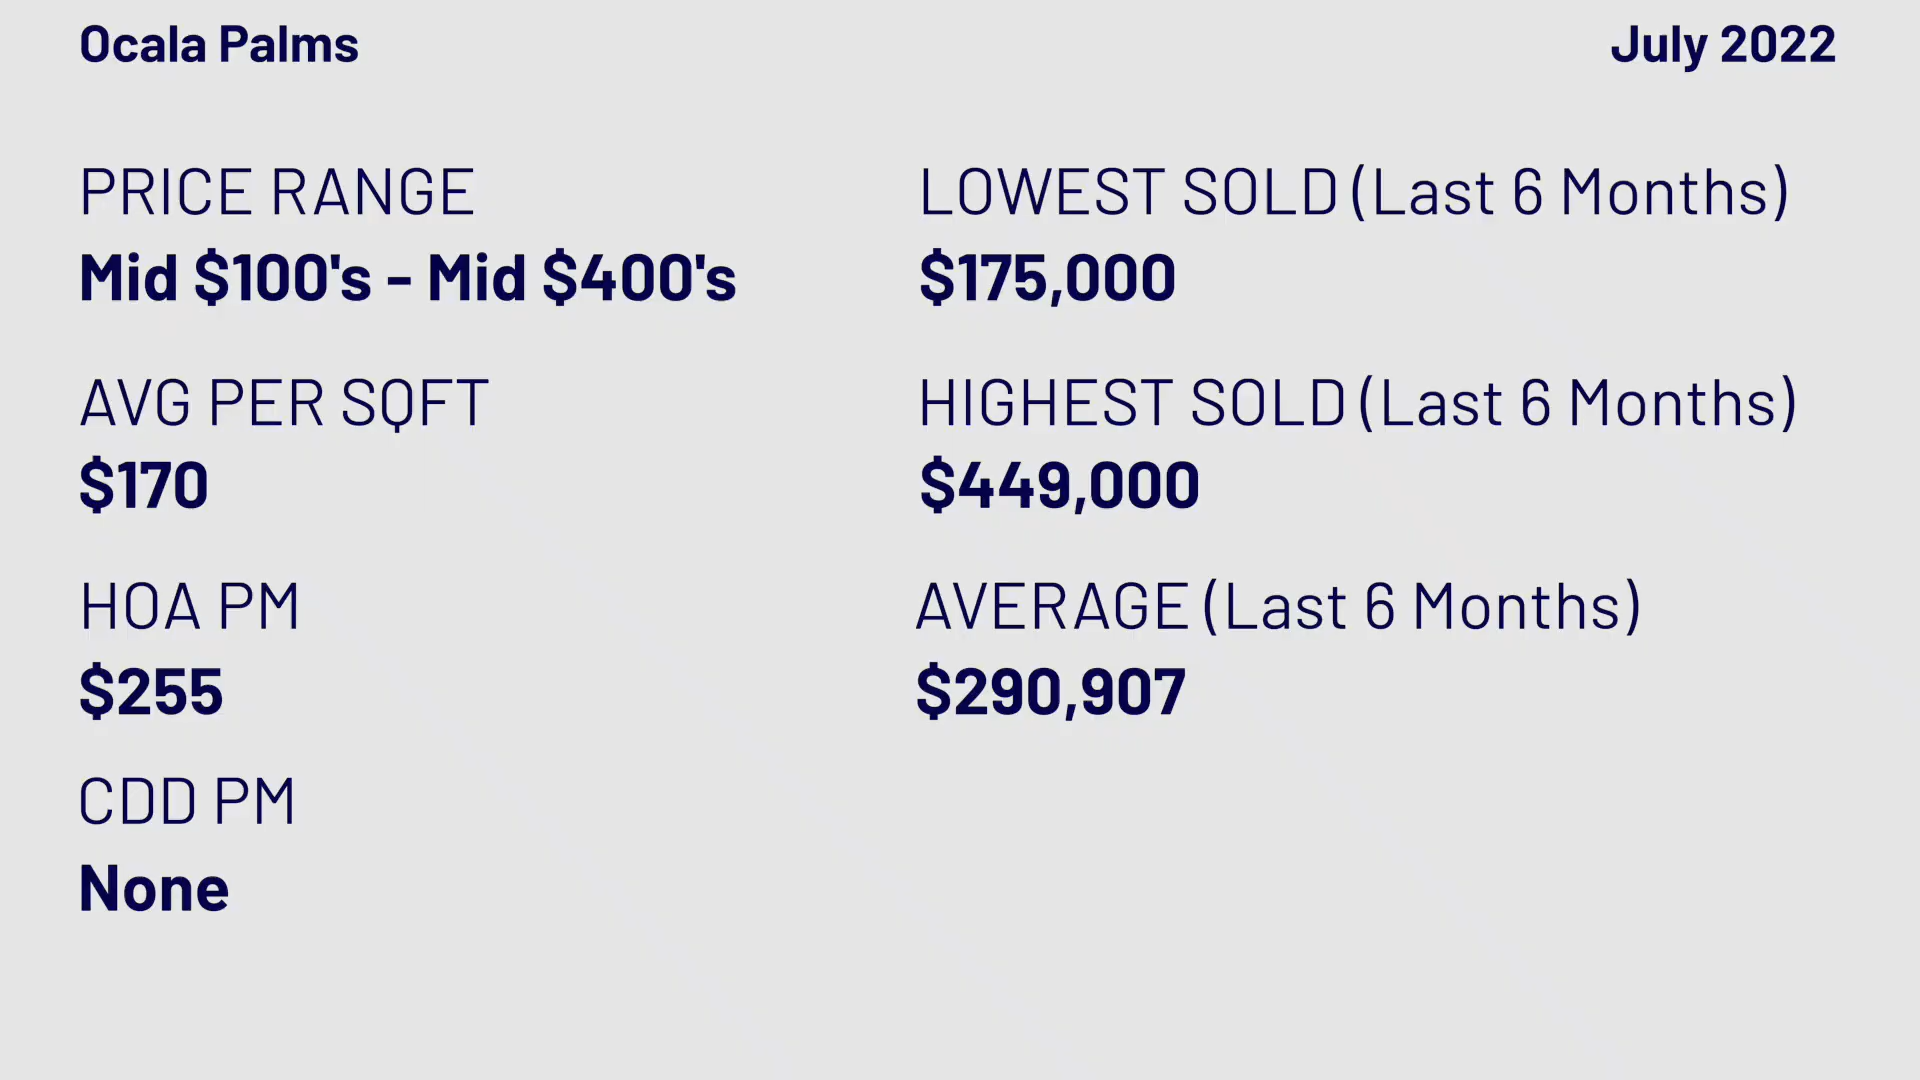 Ocala Palms
July 2022
PRICE RANGE
Mid $100's - Mid $400's
AVG PER SQFT
$170
HOA PM
$255
CDD PM
None
LOWEST SOLD (Last 6 Months)
$175,000
HIGHEST SOLD (Last 6 Months)
$449,000
AVERAGE (Last 6 Months)
$290,907